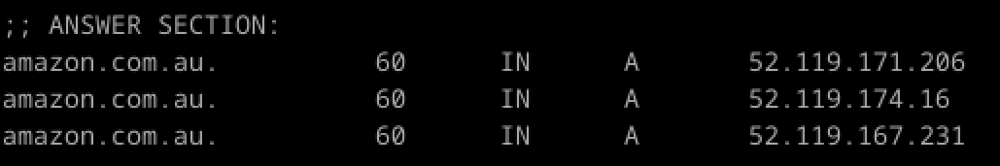 ;; ANSWER SECTION:
amazon.com.au. 60 IN A 52.119.171.206
amazon.com.au. 60 IN A 52.119.174.16
amazon.com.au. 60 IN A 52.119.167.231